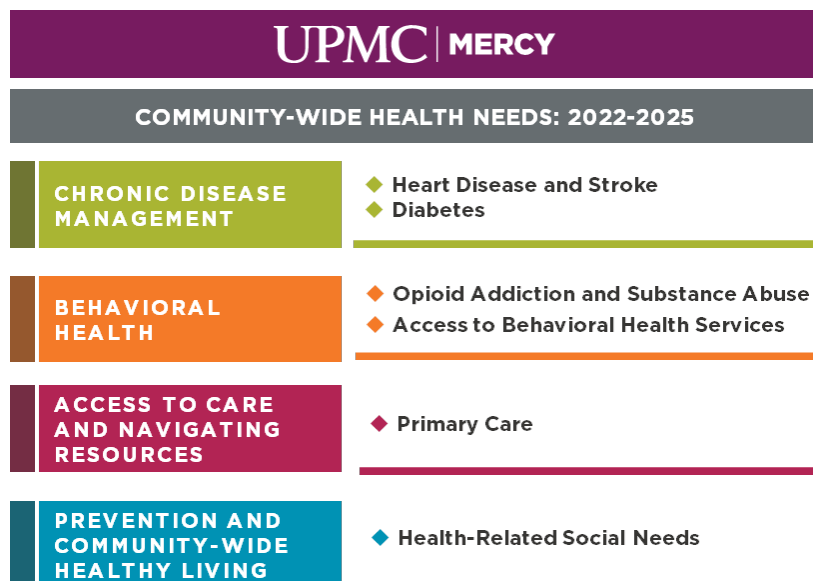 UPMC | MERCY
COMMUNITY-WIDE HEALTH NEEDS: 2022-2025
CHRONIC DISEASE
MANAGEMENT
Heart Disease and Stroke
Diabetes
BEHAVIORAL
HEALTH
Opioid Addiction and Substance Abuse
Access to Behavioral Health Services
ACCESS TO CARE
AND NAVIGATING
RESOURCES
Primary Care
PREVENTION AND
COMMUNITY-WIDE
HEALTHY LIVING
Health-Related Social Needs